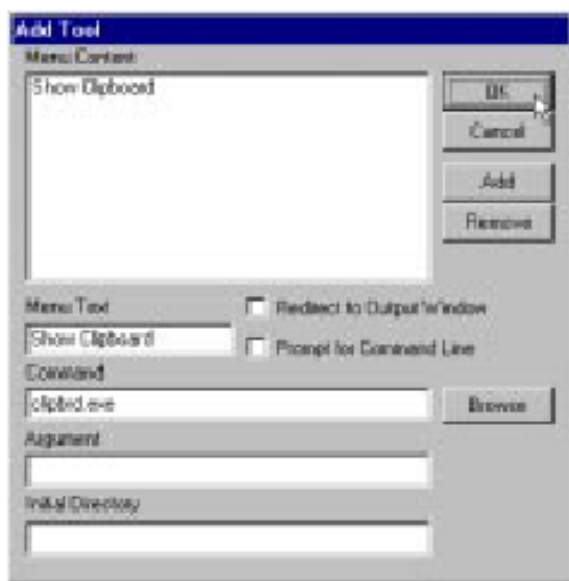 Add Tool
Menu Content
Show Clipboard
OK
Cancel
Add
Remove
Menu Text
Redirect to Output Window
Show Clipboard
Prompt for Command Line
Command
clipbrd.exe
Browse
Argument
Initial Directory